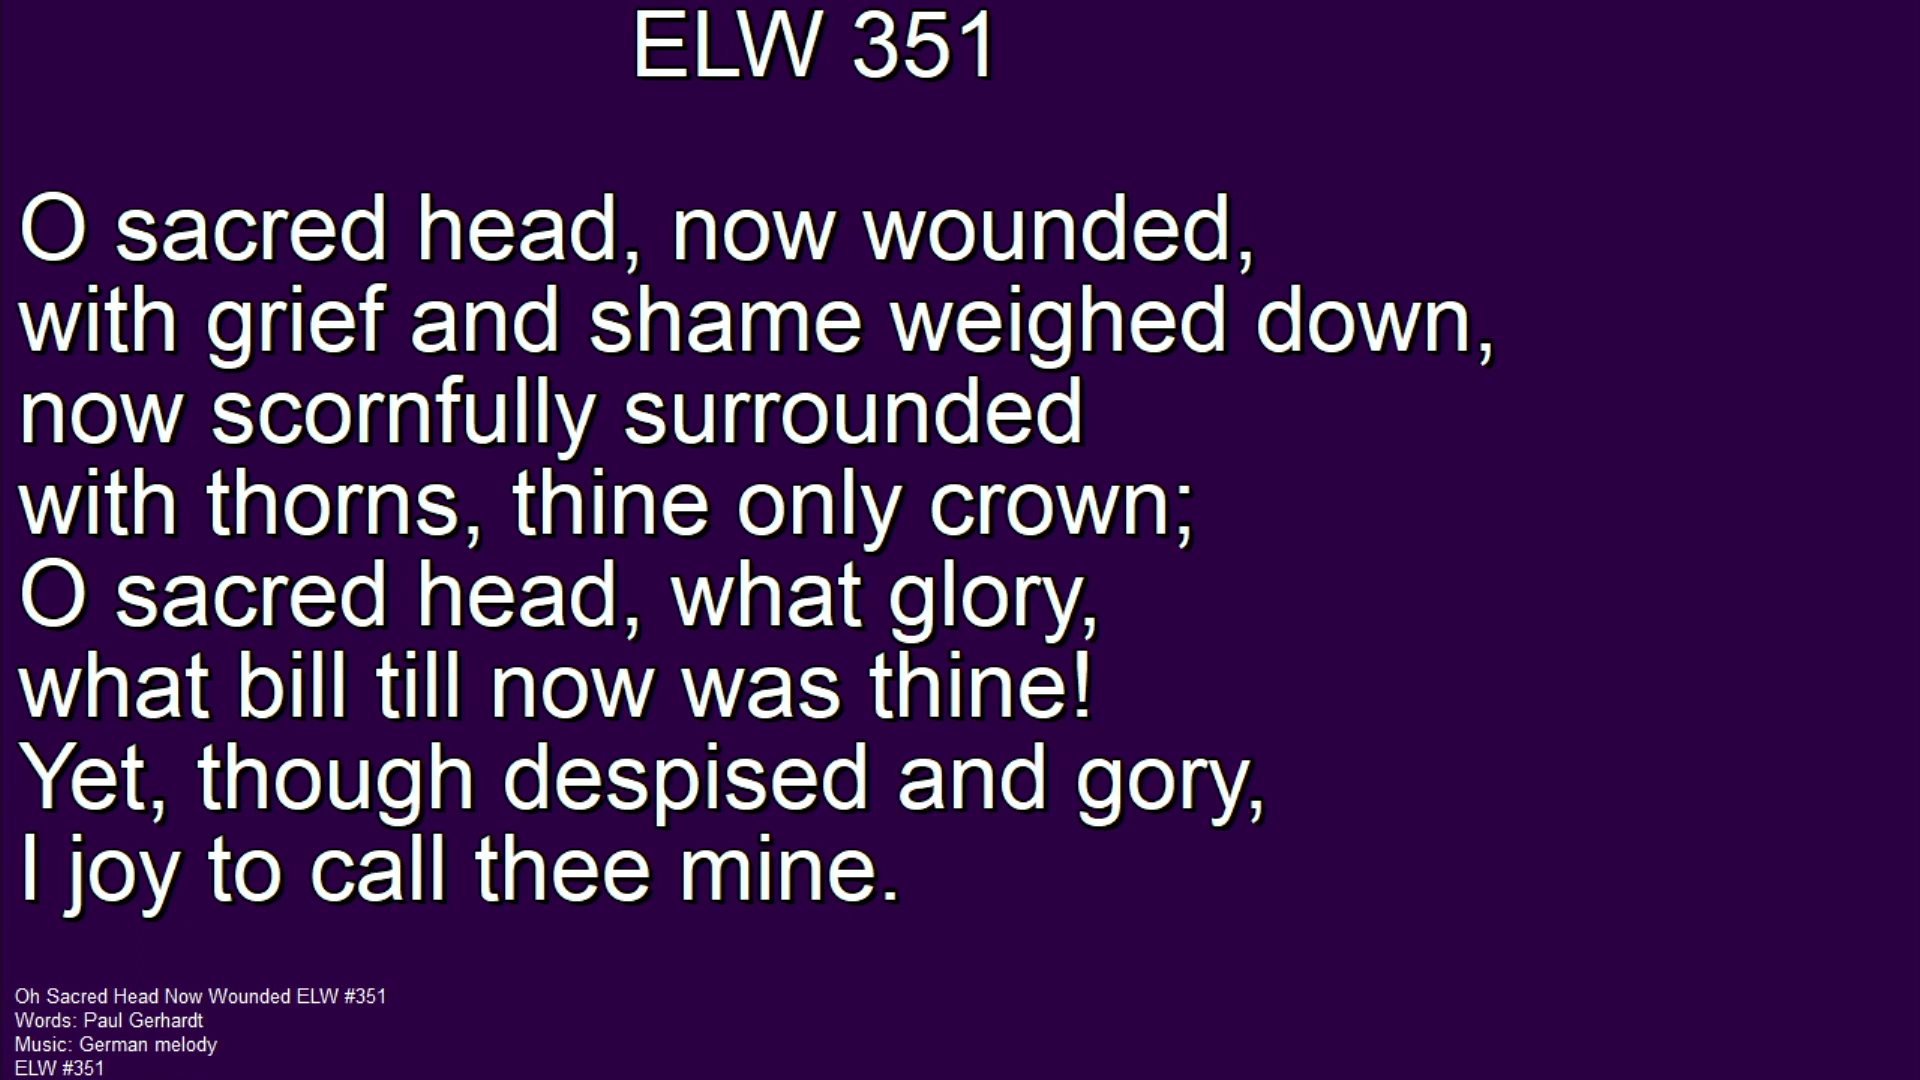 ELW 351
O sacred head, now wounded,
with grief and shame weighed down,
now scornfully surrounded
with thorns, thine only crown;
O sacred head, what glory,
what bill till now was thine!
Yet, though despised and gory,
I joy to call thee mine.
Oh Sacred Head Now Wounded ELW #351
Words: Paul Gerhardt
Music: German melody
ELW #351